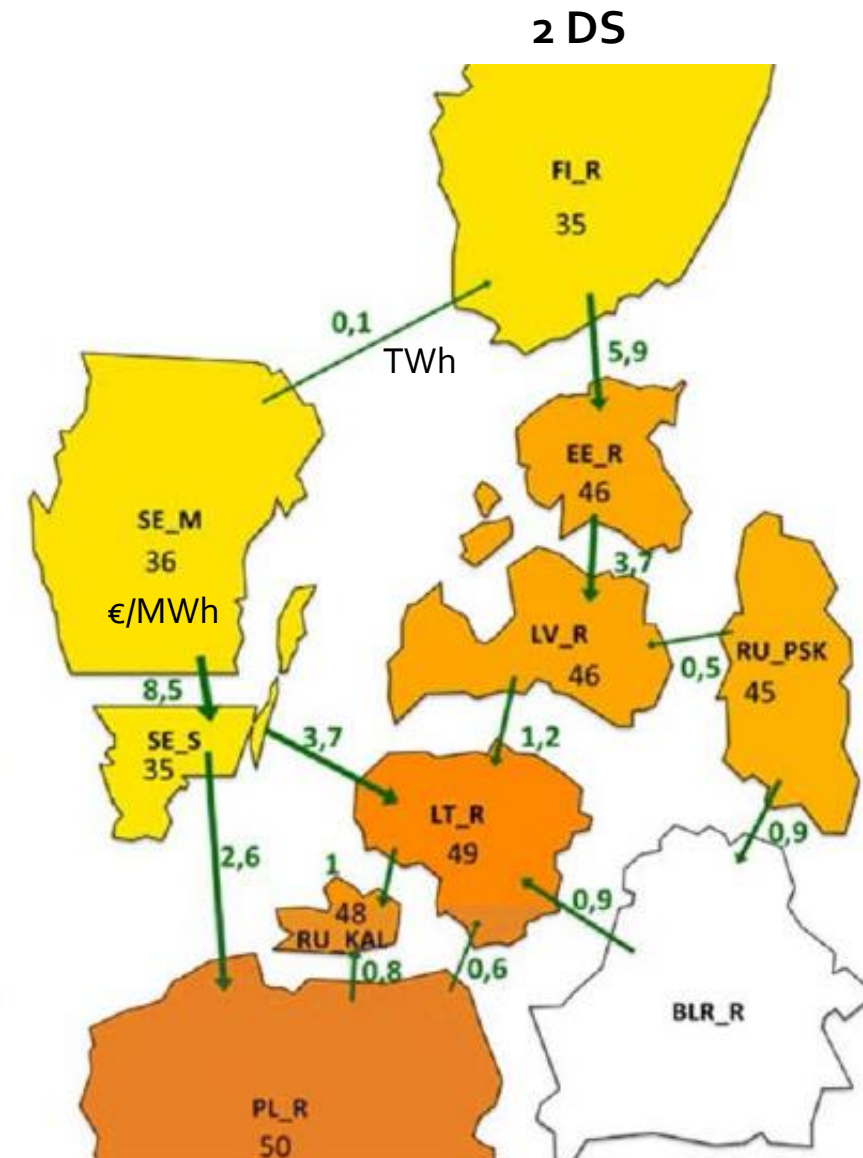 2 DS
FI_R
35
0,1
TWh
5,9
EE_R
46
SE_M
36
€/MWh
3,7
LV_R
46
0,5
RU_PSK
45
8,5
SE_S
35
3,7
1,2
LT_R
49
0,9
2,6
1
48
RU_KAL
0,9
0,8
0,6
BLR_R
PL_R
50